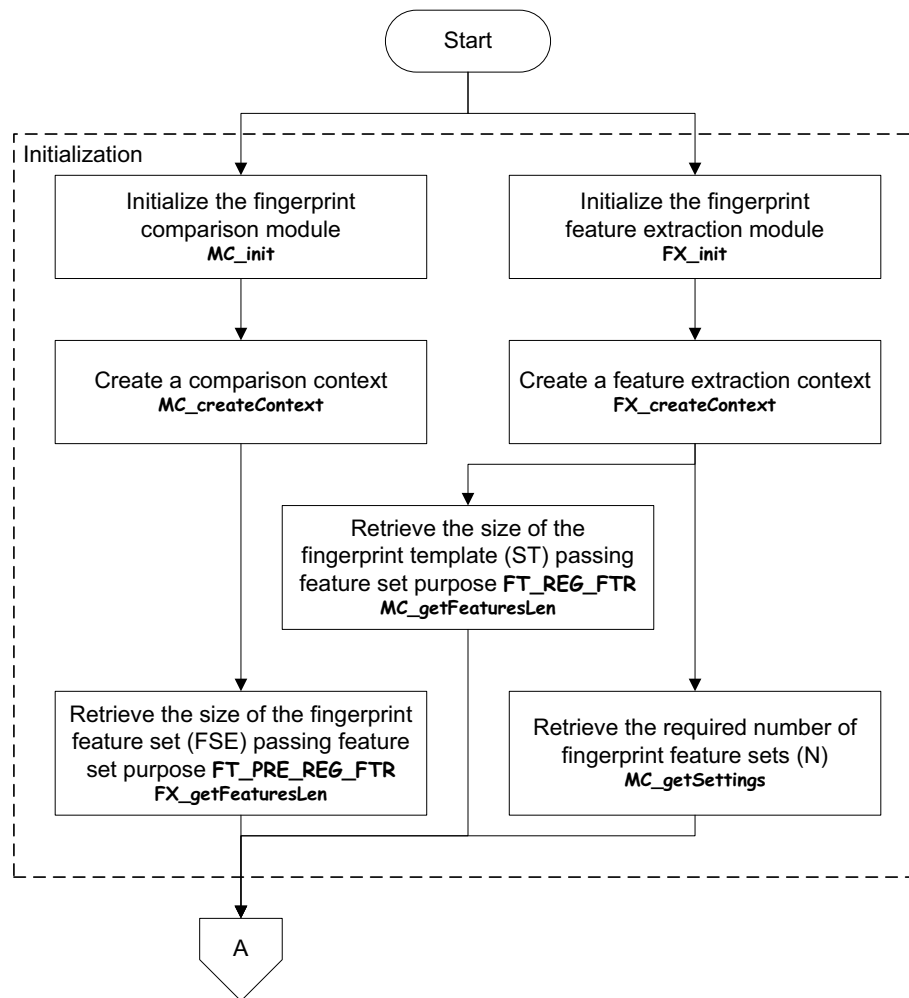 Start
Initialization
Initialize the fingerprint
comparison module
MC_init
Initialize the fingerprint
feature extraction module
FX_init
Create a comparison context
MC_createContext
Create a feature extraction context
FX_createContext
Retrieve the size of the
fingerprint template (ST) passing
feature set purpose FT_REG_FTR
MC_getFeaturesLen
Retrieve the size of the fingerprint
feature set (FSE) passing feature
set purpose FT_PRE_REG_FTR
FX_getFeaturesLen
Retrieve the required number of
fingerprint feature sets (N)
MC_getSettings
A